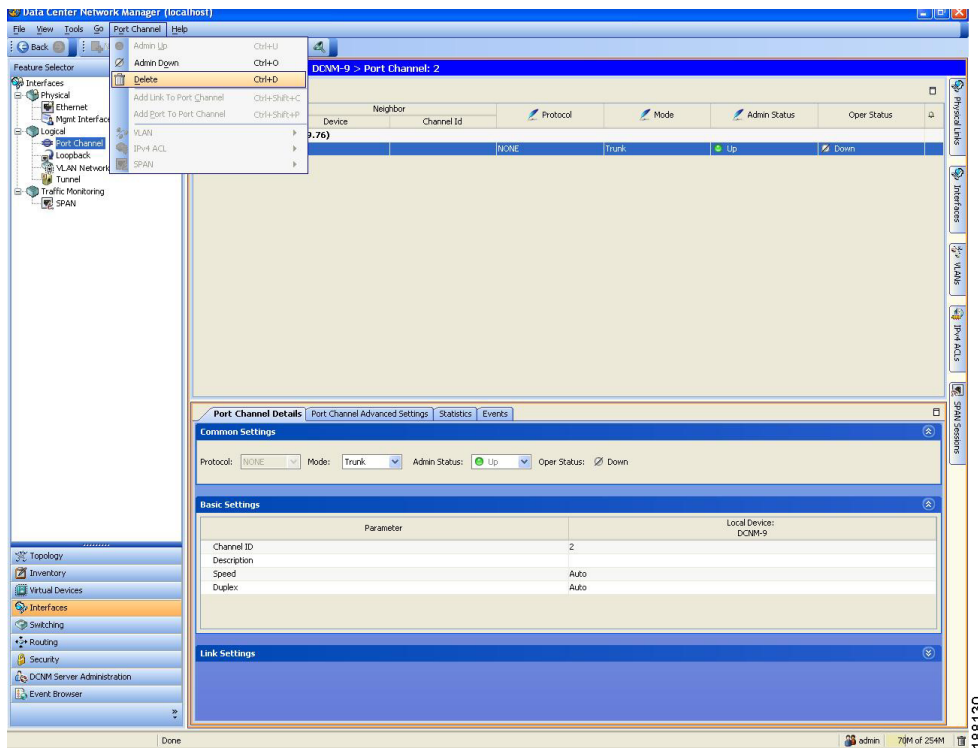 Data Center Network Manager (localhost)
File View Tools Go Port Channel Help
Back
Admin Up Ctrl+U
Admin Down Ctrl+O
Delete Ctrl+D
Add Link To Port Channel Ctrl+Shift+C
Add Port To Port Channel Ctrl+Shift+P
VLAN
IPv4 ACL
SPAN
Feature Selector
Interfaces
Physical
Ethernet
Mgmt Interface
Logical
Port Channel
Loopback
VLAN Network
Tunnel
Traffic Monitoring
SPAN
DCNM-9 > Port Channel: 2
Neighbor
Device Channel Id Protocol Mode Admin Status Oper Status
9.76)
NONE Trunk Up Down
Physical Links
Interfaces
VLANs
IPv4 ACLs
SPAN Sessions
Port Channel Details Port Channel Advanced Settings Statistics Events
Common Settings
Protocol: NONE Mode: Trunk Admin Status: Up Oper Status: Down
Basic Settings
Parameter Local Device:
DCNM-9
Channel ID 2
Description
Speed Auto
Duplex Auto
Link Settings
Topology
Inventory
Virtual Devices
Interfaces
Switching
Routing
Security
DCNM Server Administration
Event Browser
Done admin 70M of 254M
188130